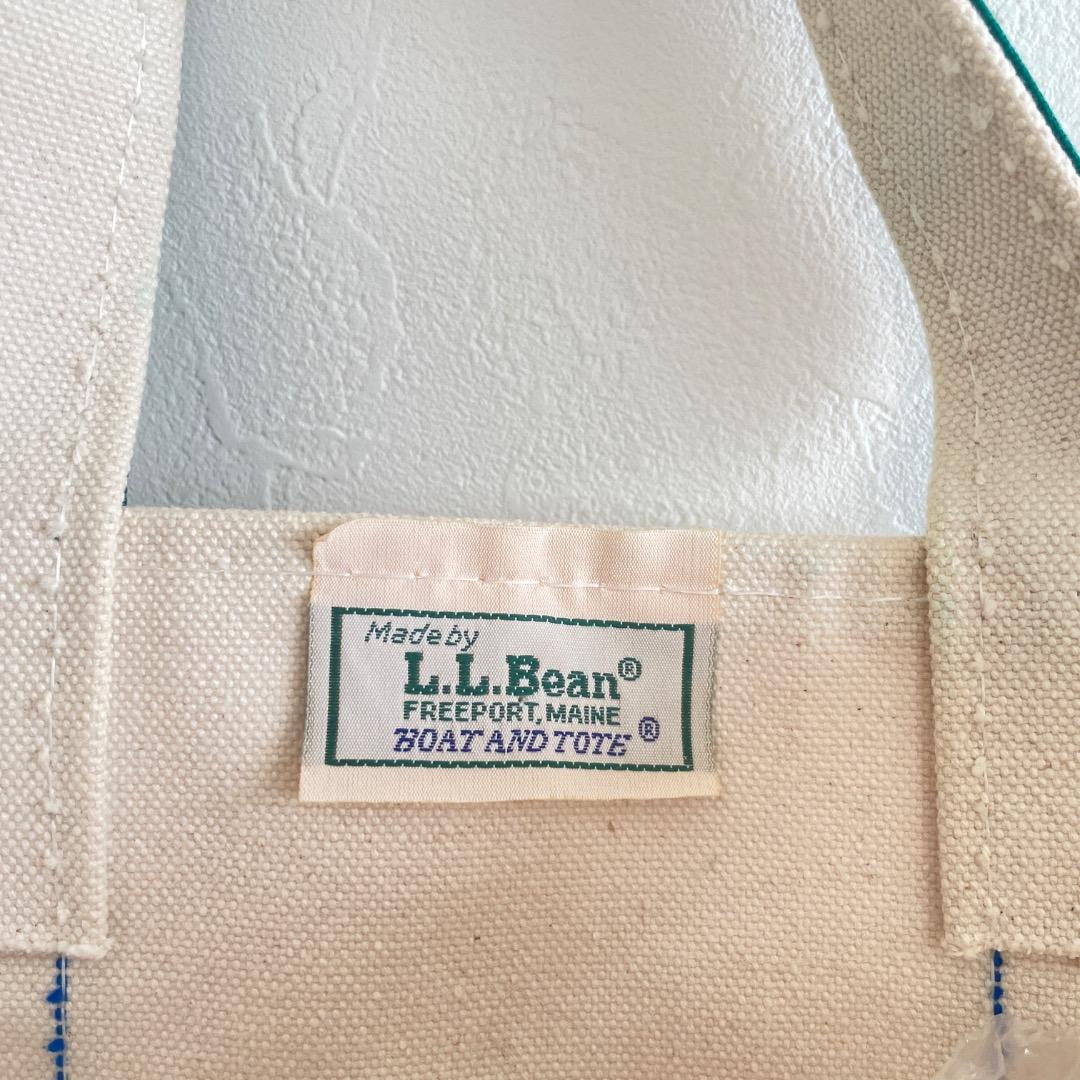 Made by
L.L.Bean®
FREEPORT, MAINE
BOAT AND TOTE®